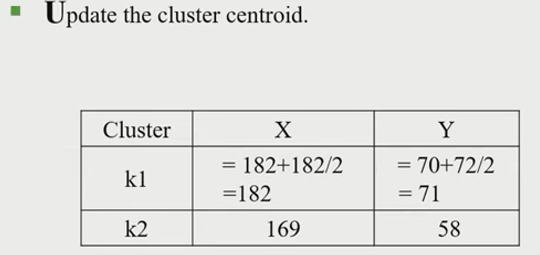 Update the cluster centroid.
Cluster X Y
k1 = 182+182/2 = 70+72/2
=182 = 71
k2 169 58